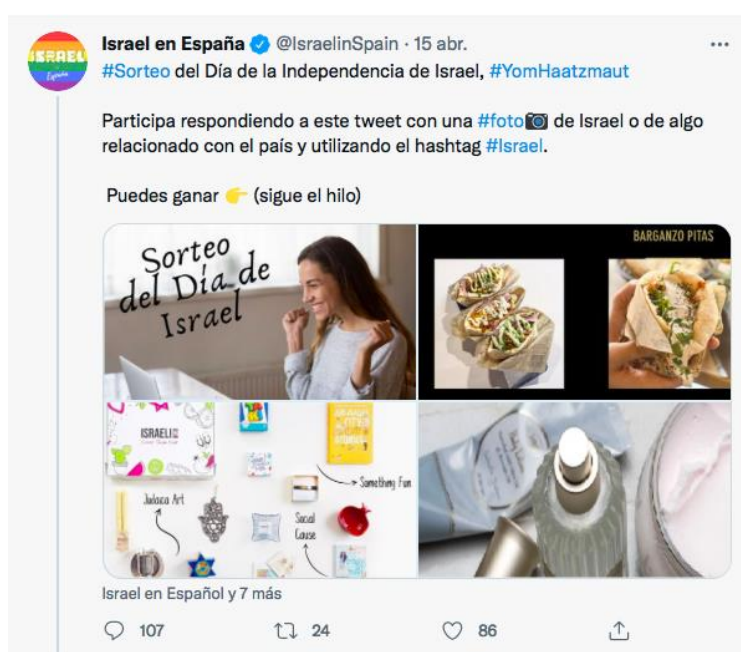 ISRAEL
España
Israel en España @IsraelinSpain · 15 abr.
#Sorteo del Día de la Independencia de Israel, #YomHaatzmaut
Participa respondiendo a este tweet con una #foto📷 de Israel o de algo
relacionado con el país y utilizando el hashtag #Israel.
Puedes ganar 👉 (sigue el hilo)
Sorteo
del Día de
Israel
BARGANZO PITAS
ISRAELI
Judaica Art
Something Fun
Social
Cause
Israel en Español y 7 más
107 24 86